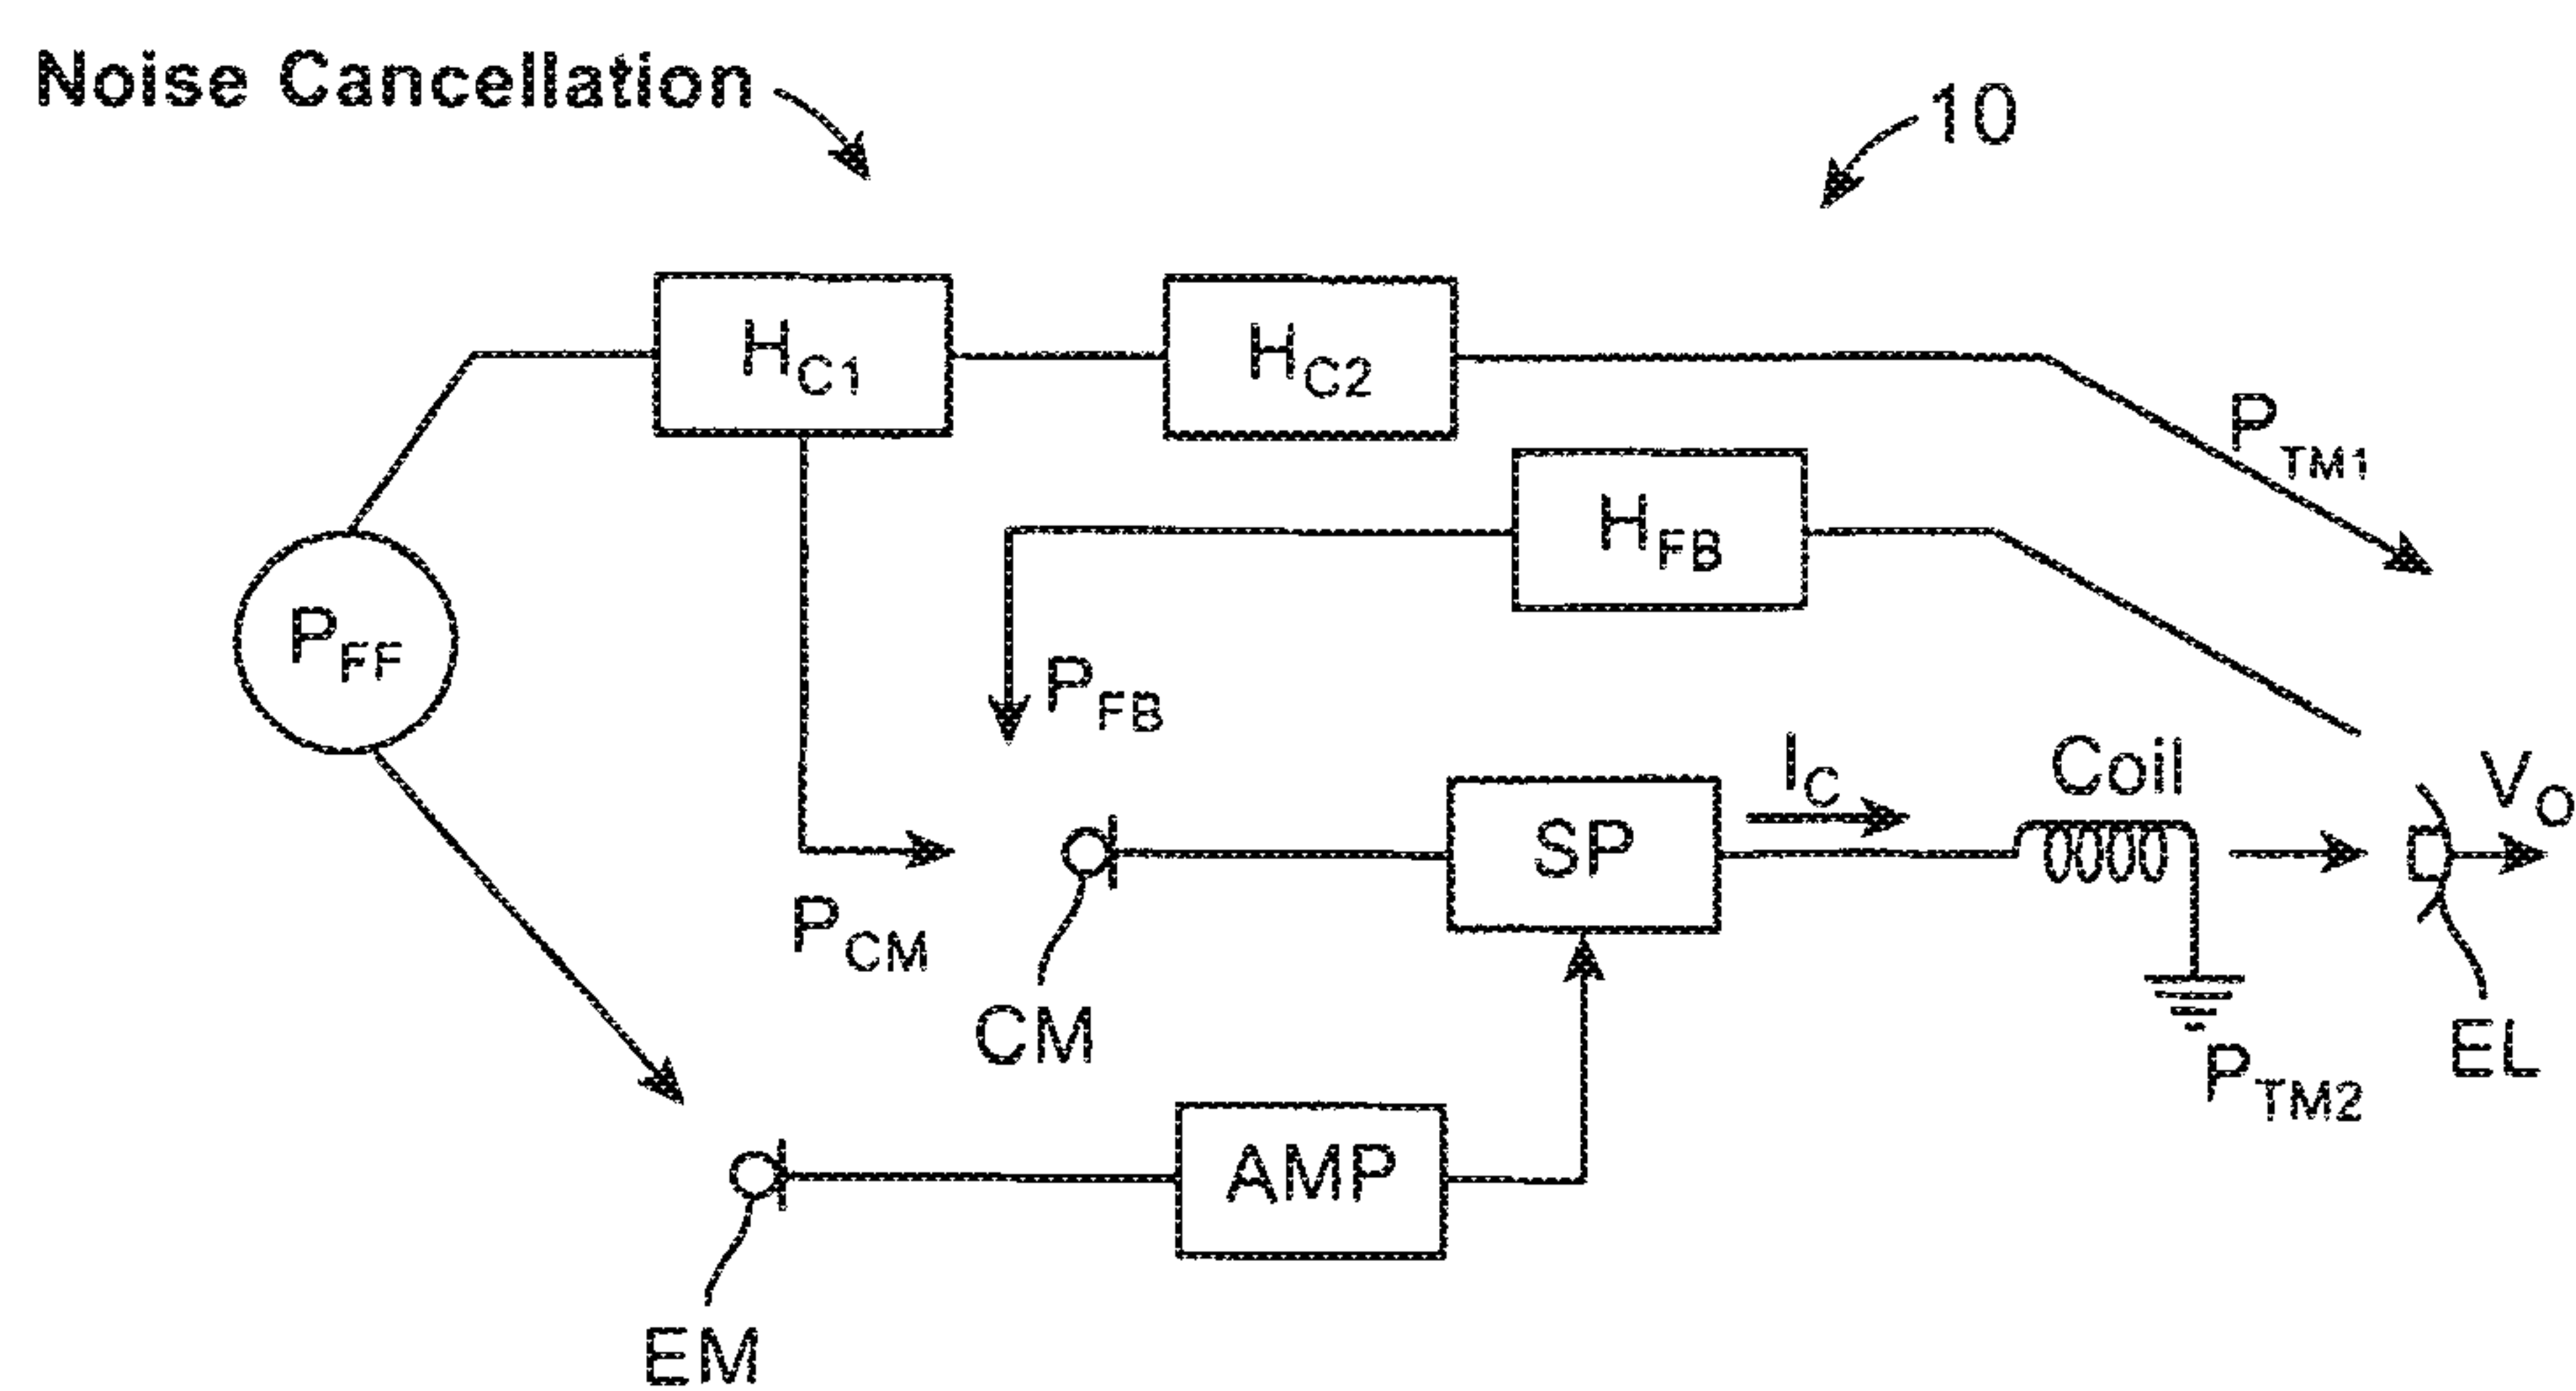 Noise Cancellation
10
HC1
HC2
PTM1
HFB
PFF
PFB
IC
Coil
VO
SP
PCM
CM
PTM2
EL
AMP
EM